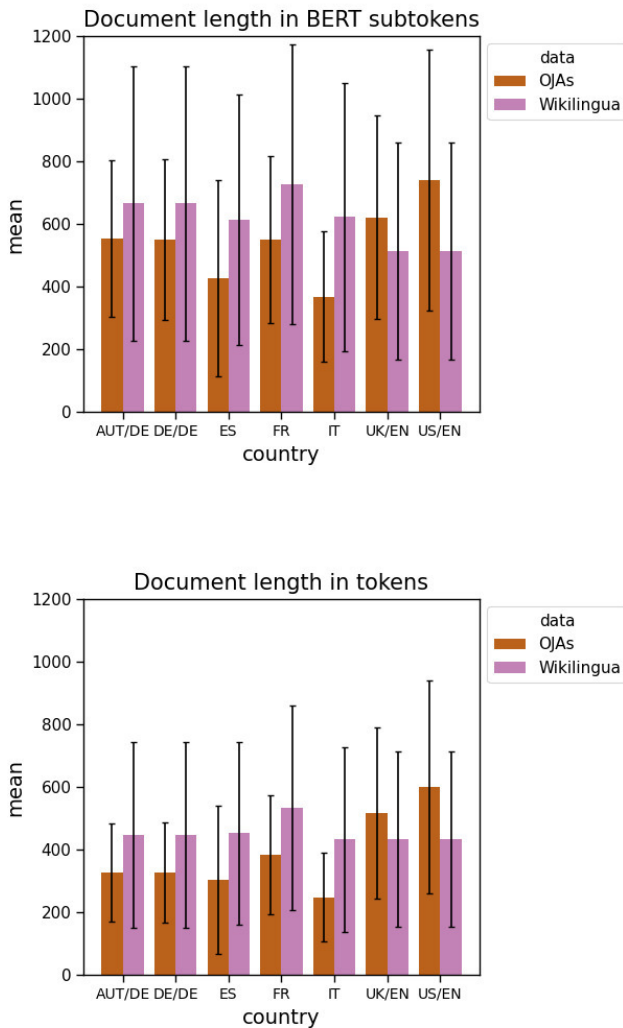 Document length in BERT subtokens
1200
1000
800
600
400
200
0
mean
AUT/DE DE/DE ES FR IT UK/EN US/EN
country
data
OJAs
Wikilingua
Document length in tokens
1200
1000
800
600
400
200
0
mean
AUT/DE DE/DE ES FR IT UK/EN US/EN
country
data
OJAs
Wikilingua